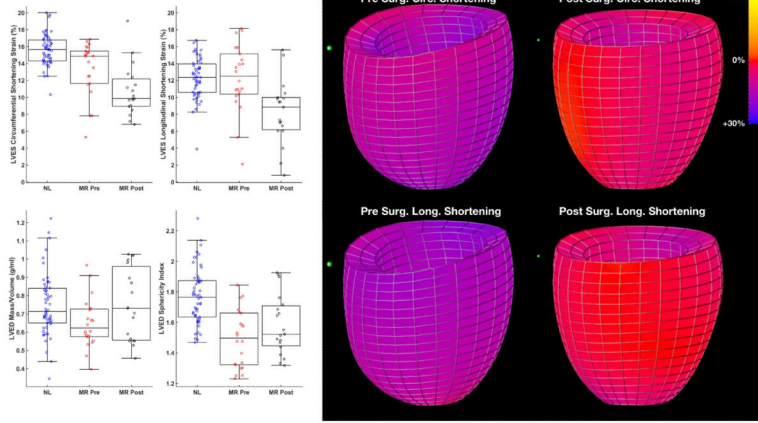 Pre Surg. Circ. Shortening
Post Surg. Circ. Shortening
LVES Circumferential Shortening Strain (%)
20
18
16
14
12
10
8
6
4
2
0
NL
MR Pre
MR Post
LVES Longitudinal Shortening Strain (%)
20
18
16
14
12
10
8
6
4
2
0
NL
MR Pre
MR Post
0%
+30%
LVED Mass/Volume (g/ml)
1.2
1.1
1
0.9
0.8
0.7
0.6
0.5
0.4
NL
MR Pre
MR Post
LVED Sphericity Index
2.2
2
1.8
1.6
1.4
1.2
NL
MR Pre
MR Post
Pre Surg. Long. Shortening
Post Surg. Long. Shortening